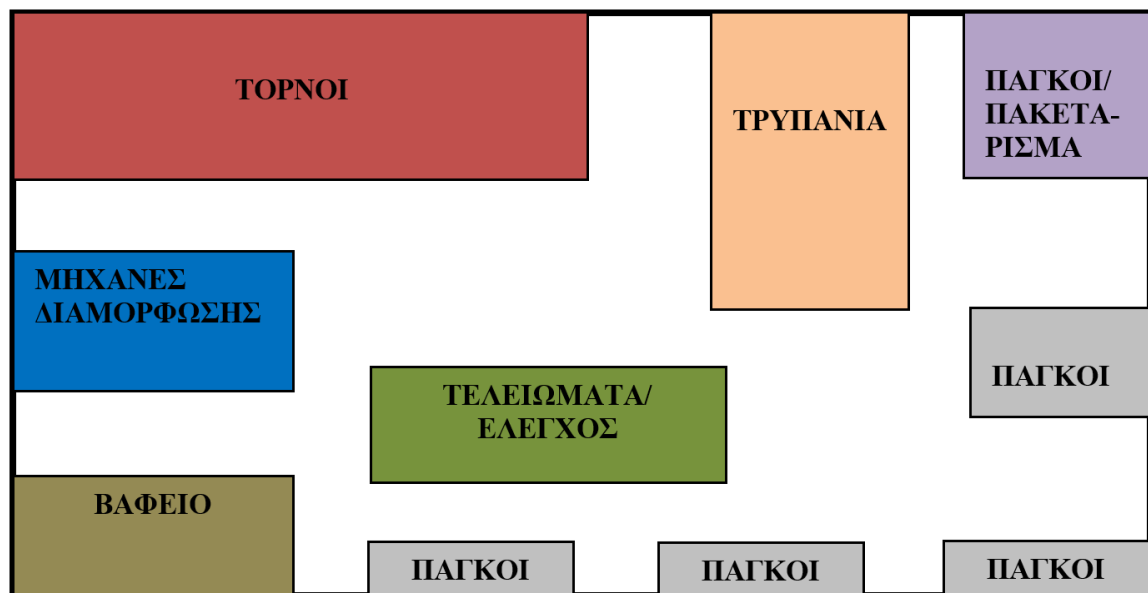 ΤΟΡΝΟΙ
ΤΡΥΠΑΝΙΑ
ΠΑΓΚΟΙ/
ΠΑΚΕΤΑ-
ΡΙΣΜΑ
ΜΗΧΑΝΕΣ
ΔΙΑΜΟΡΦΩΣΗΣ
ΠΑΓΚΟΙ
ΤΕΛΕΙΩΜΑΤΑ/
ΕΛΕΓΧΟΣ
ΒΑΦΕΙΟ
ΠΑΓΚΟΙ
ΠΑΓΚΟΙ
ΠΑΓΚΟΙ